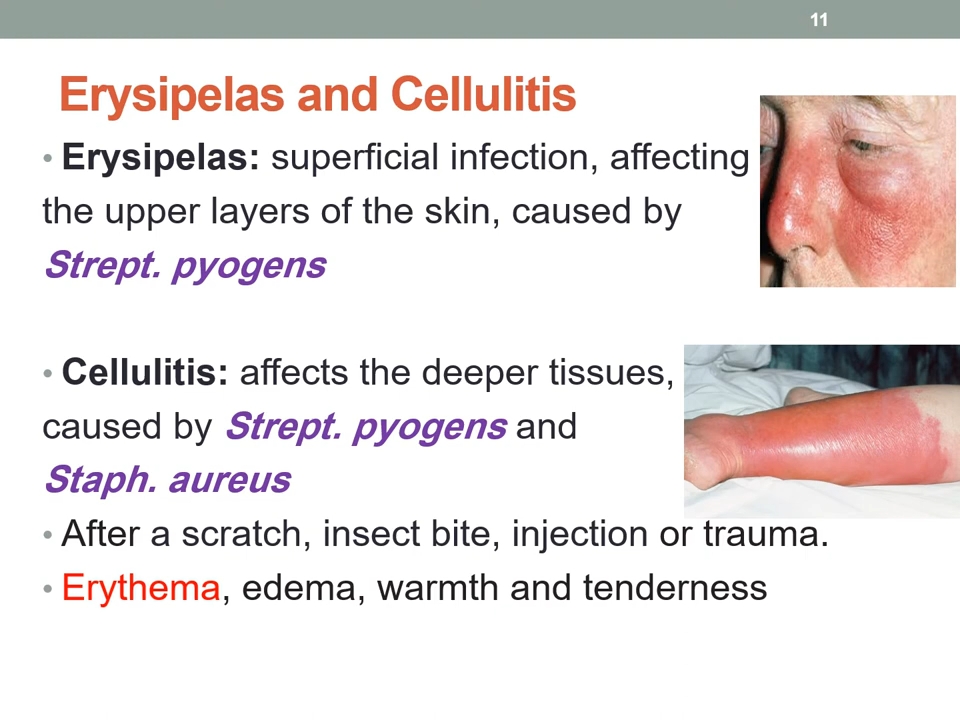 11
Erysipelas and Cellulitis
• Erysipelas: superficial infection, affecting
the upper layers of the skin, caused by
Strept. pyogens
• Cellulitis: affects the deeper tissues,
caused by Strept. pyogens and
Staph. aureus
• After a scratch, insect bite, injection or trauma.
• Erythema, edema, warmth and tenderness